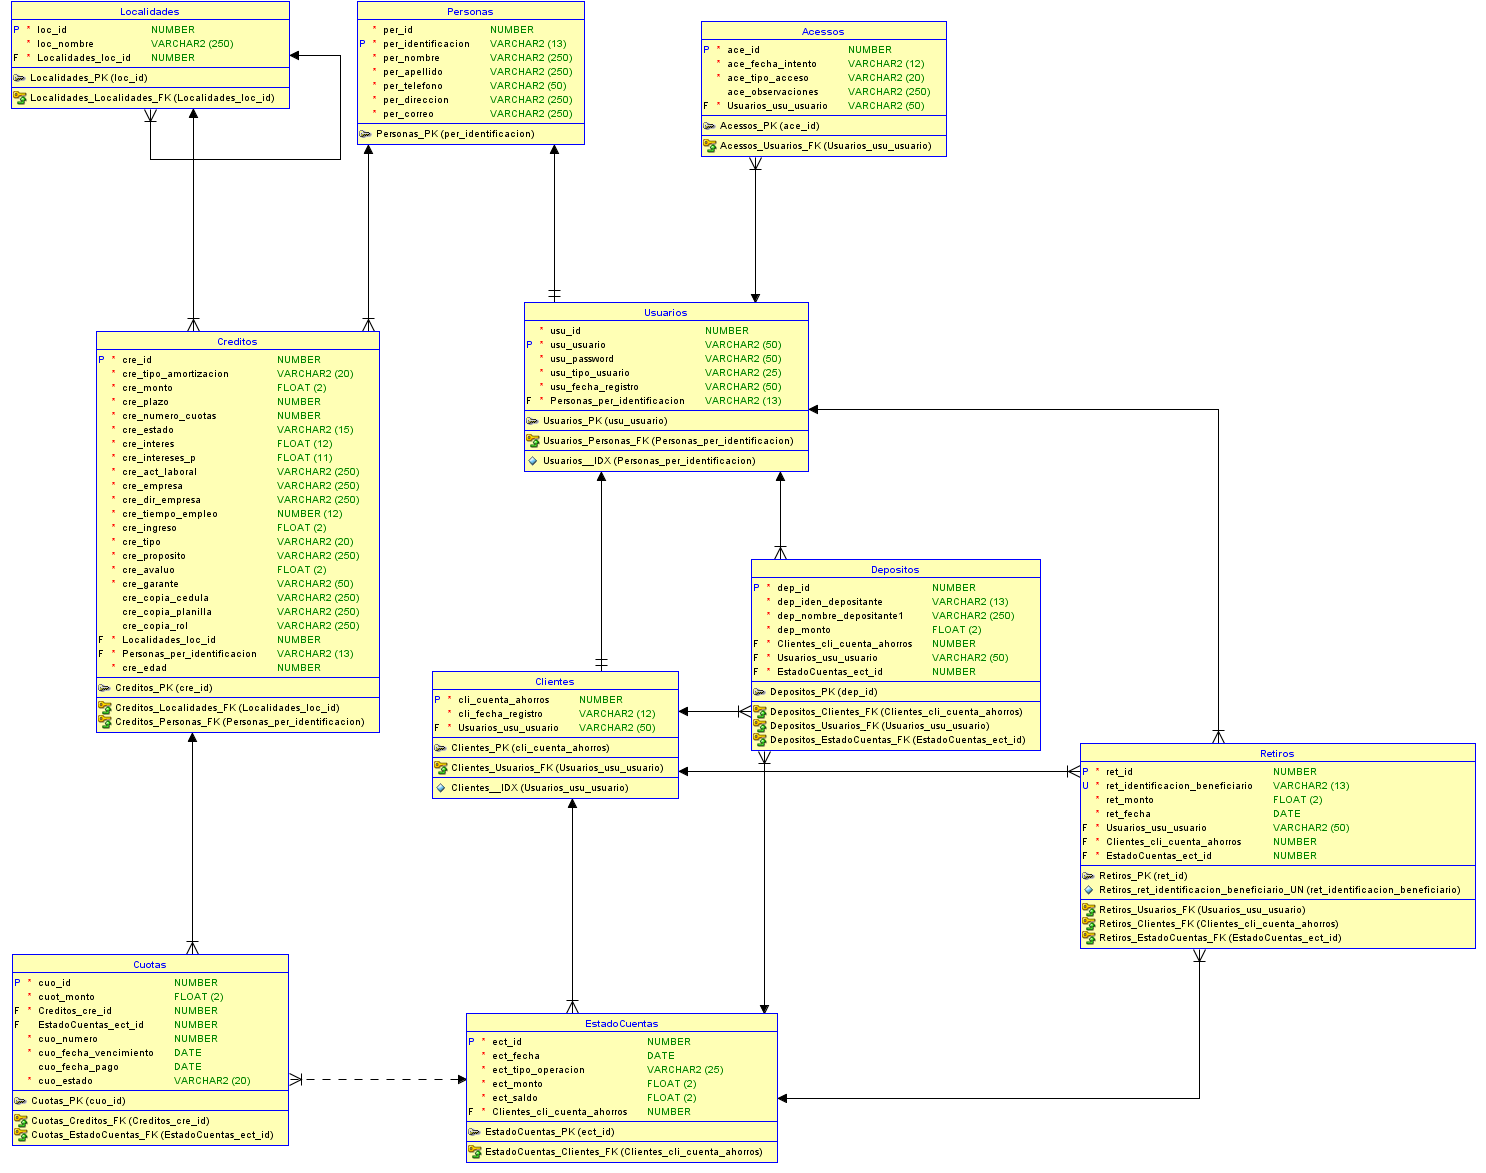 Localidades
P * loc_id NUMBER
* loc_nombre VARCHAR2 (250)
F * Localidades_loc_id NUMBER
Localidades_PK (loc_id)
Localidades_Localidades_FK (Localidades_loc_id)
Personas
* per_id NUMBER
P * per_identificacion VARCHAR2 (13)
* per_nombre VARCHAR2 (250)
* per_apellido VARCHAR2 (250)
* per_telefono VARCHAR2 (50)
* per_direccion VARCHAR2 (250)
* per_correo VARCHAR2 (250)
Personas_PK (per_identificacion)
Acessos
P * ace_id NUMBER
* ace_fecha_intento VARCHAR2 (12)
* ace_tipo_acceso VARCHAR2 (20)
ace_observaciones VARCHAR2 (250)
F * Usuarios_usu_usuario VARCHAR2 (50)
Acessos_PK (ace_id)
Acessos_Usuarios_FK (Usuarios_usu_usuario)
Usuarios
* usu_id NUMBER
P * usu_usuario VARCHAR2 (50)
* usu_password VARCHAR2 (50)
* usu_tipo_usuario VARCHAR2 (25)
* usu_fecha_registro VARCHAR2 (50)
F * Personas_per_identificacion VARCHAR2 (13)
Usuarios_PK (usu_usuario)
Usuarios_Personas_FK (Personas_per_identificacion)
Usuarios__IDX (Personas_per_identificacion)
Creditos
P * cre_id NUMBER
* cre_tipo_amortizacion VARCHAR2 (20)
* cre_monto FLOAT (2)
* cre_plazo NUMBER
* cre_numero_cuotas NUMBER
* cre_estado VARCHAR2 (15)
* cre_interes FLOAT (12)
* cre_intereses_p FLOAT (11)
* cre_act_laboral VARCHAR2 (250)
* cre_empresa VARCHAR2 (250)
* cre_dir_empresa VARCHAR2 (250)
* cre_tiempo_empleo NUMBER (12)
* cre_ingreso FLOAT (2)
* cre_tipo VARCHAR2 (20)
* cre_proposito VARCHAR2 (250)
* cre_avaluo FLOAT (2)
* cre_garante VARCHAR2 (50)
cre_copia_cedula VARCHAR2 (250)
cre_copia_planilla VARCHAR2 (250)
cre_copia_rol VARCHAR2 (250)
F * Localidades_loc_id NUMBER
F * Personas_per_identificacion VARCHAR2 (13)
* cre_edad NUMBER
Creditos_PK (cre_id)
Creditos_Localidades_FK (Localidades_loc_id)
Creditos_Personas_FK (Personas_per_identificacion)
Depositos
P * dep_id NUMBER
* dep_iden_depositante VARCHAR2 (13)
* dep_nombre_depositante1 VARCHAR2 (250)
* dep_monto FLOAT (2)
F * Clientes_cli_cuenta_ahorros NUMBER
F * Usuarios_usu_usuario VARCHAR2 (50)
F * EstadoCuentas_ect_id NUMBER
Depositos_PK (dep_id)
Depositos_Clientes_FK (Clientes_cli_cuenta_ahorros)
Depositos_Usuarios_FK (Usuarios_usu_usuario)
Depositos_EstadoCuentas_FK (EstadoCuentas_ect_id)
Clientes
P * cli_cuenta_ahorros NUMBER
* cli_fecha_registro VARCHAR2 (12)
F * Usuarios_usu_usuario VARCHAR2 (50)
Clientes_PK (cli_cuenta_ahorros)
Clientes_Usuarios_FK (Usuarios_usu_usuario)
Clientes__IDX (Usuarios_usu_usuario)
Retiros
P * ret_id NUMBER
U * ret_identificacion_beneficiario VARCHAR2 (13)
* ret_monto FLOAT (2)
* ret_fecha DATE
F * Usuarios_usu_usuario VARCHAR2 (50)
F * Clientes_cli_cuenta_ahorros NUMBER
F * EstadoCuentas_ect_id NUMBER
Retiros_PK (ret_id)
Retiros_ret_identificacion_beneficiario_UN (ret_identificacion_beneficiario)
Retiros_Usuarios_FK (Usuarios_usu_usuario)
Retiros_Clientes_FK (Clientes_cli_cuenta_ahorros)
Retiros_EstadoCuentas_FK (EstadoCuentas_ect_id)
Cuotas
P * cuo_id NUMBER
* cuot_monto FLOAT (2)
F * Creditos_cre_id NUMBER
F EstadoCuentas_ect_id NUMBER
* cuo_numero NUMBER
* cuo_fecha_vencimiento DATE
cuo_fecha_pago DATE
* cuo_estado VARCHAR2 (20)
Cuotas_PK (cuo_id)
Cuotas_Creditos_FK (Creditos_cre_id)
Cuotas_EstadoCuentas_FK (EstadoCuentas_ect_id)
EstadoCuentas
P * ect_id NUMBER
* ect_fecha DATE
* ect_tipo_operacion VARCHAR2 (25)
* ect_monto FLOAT (2)
* ect_saldo FLOAT (2)
F * Clientes_cli_cuenta_ahorros NUMBER
EstadoCuentas_PK (ect_id)
EstadoCuentas_Clientes_FK (Clientes_cli_cuenta_ahorros)